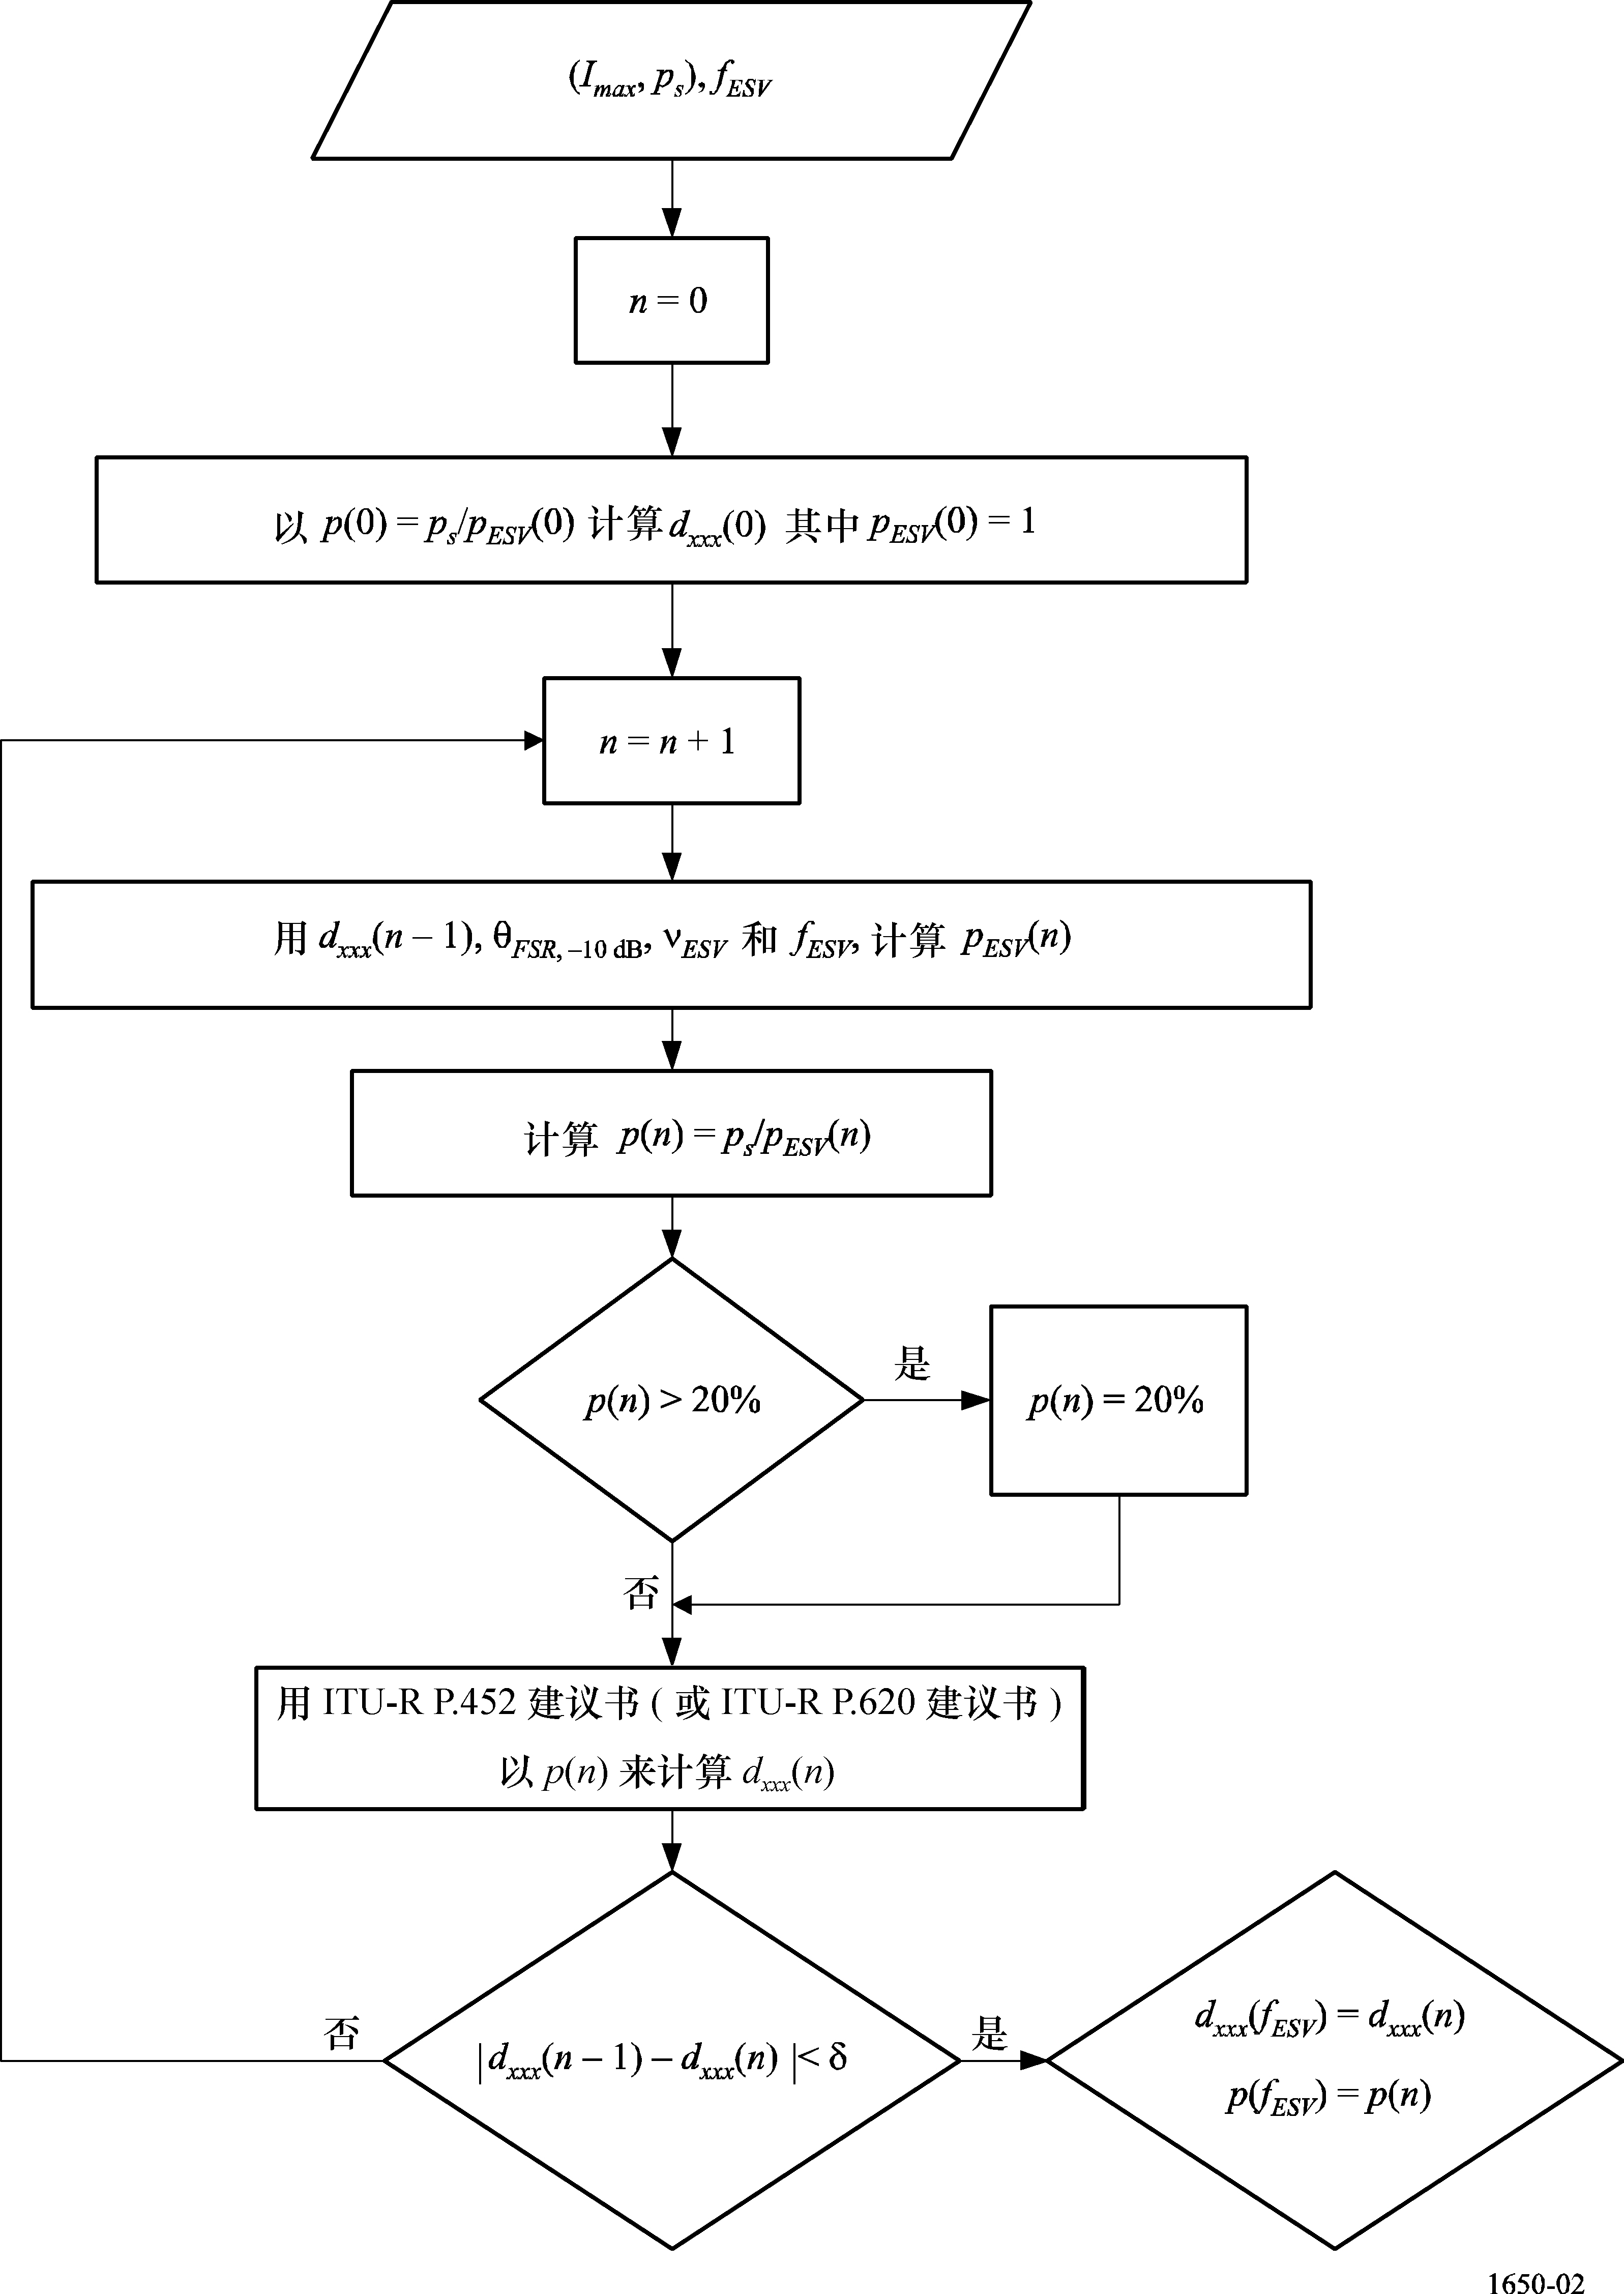 (I_max, p_s), f_ESV
n = 0
以 p(0) = p_s/p_ESV(0) 计算 d_xxx(0) 其中 p_ESV(0) = 1
n = n + 1
用 d_xxx(n – 1), θ_FSR, –10 dB, ν_ESV 和 f_ESV, 计算 p_ESV(n)
计算 p(n) = p_s/p_ESV(n)
p(n) > 20%
是
p(n) = 20%
否
用 ITU-R P.452 建议书 ( 或 ITU-R P.620 建议书 )
以 p(n) 来计算 d_xxx(n)
否
|d_xxx(n – 1) – d_xxx(n) |< δ
是
d_xxx(f_ESV) = d_xxx(n)
p(f_ESV) = p(n)
1650-02